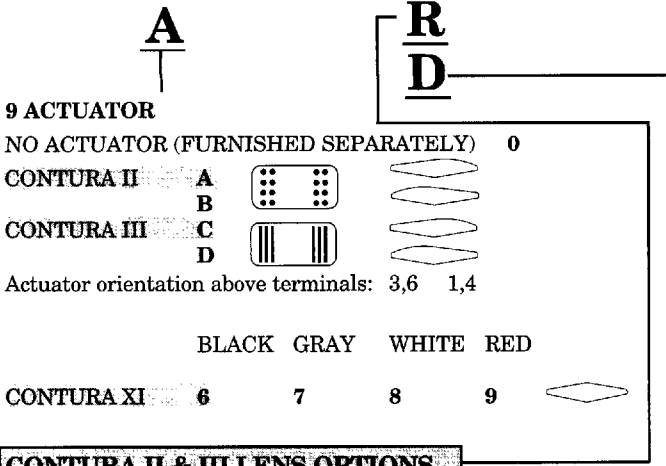 A
R
D
9 ACTUATOR
NO ACTUATOR (FURNISHED SEPARATELY) 0
CONTURA II A
B
CONTURA III C
D
Actuator orientation above terminals: 3,6 1,4
BLACK GRAY WHITE RED
CONTURA XI 6 7 8 9
CONTURA II & III LENS OPTIONS